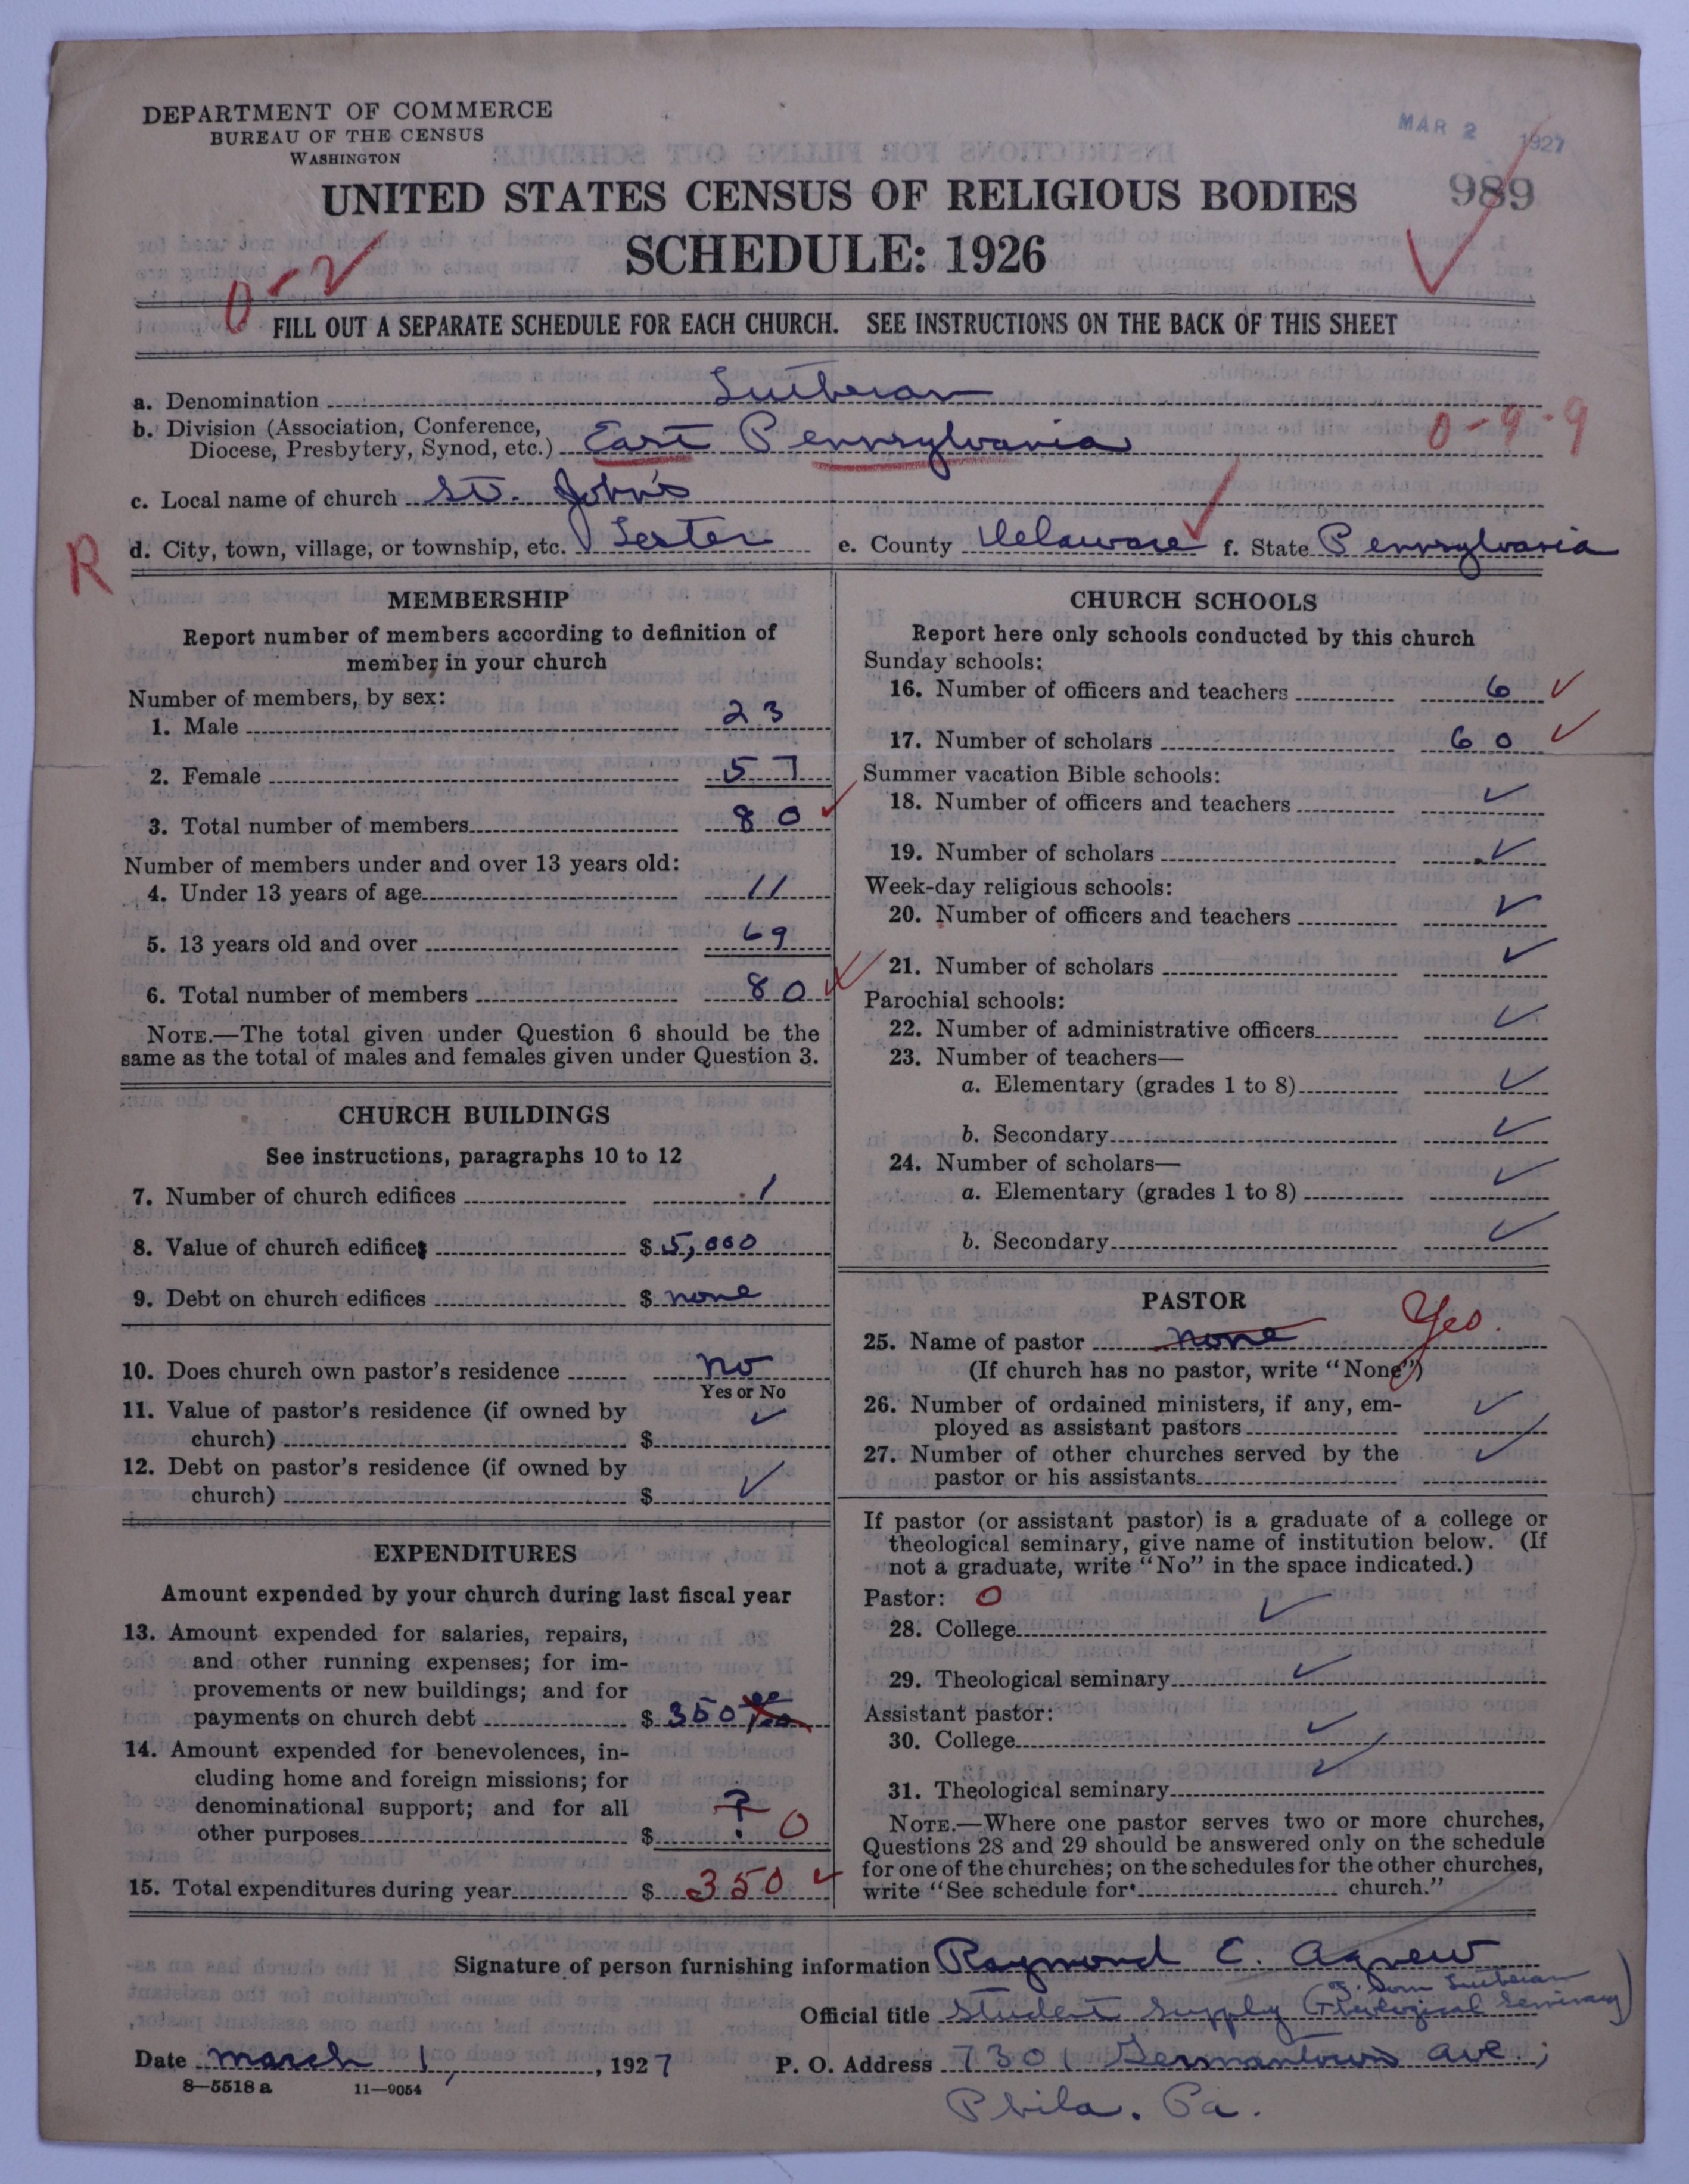 DEPARTMENT OF COMMERCE
BUREAU OF THE CENSUS
WASHINGTON
MAR 2 1927
UNITED STATES CENSUS OF RELIGIOUS BODIES
989
SCHEDULE: 1926
0-2
FILL OUT A SEPARATE SCHEDULE FOR EACH CHURCH. SEE INSTRUCTIONS ON THE BACK OF THIS SHEET
a. Denomination Lutheran
b. Division (Association, Conference,
Diocese, Presbytery, Synod, etc.) East Pennsylvania 0-9-9
c. Local name of church St. John's
R d. City, town, village, or township, etc. Lester e. County Delaware ✓ f. State Pennsylvania
MEMBERSHIP
Report number of members according to definition of
member in your church
Number of members, by sex:
1. Male 23
2. Female 57
3. Total number of members 80 ✓
Number of members under and over 13 years old:
4. Under 13 years of age 11
5. 13 years old and over 69
6. Total number of members 80 ✓
NOTE.—The total given under Question 6 should be the
same as the total of males and females given under Question 3.
CHURCH BUILDINGS
See instructions, paragraphs 10 to 12
7. Number of church edifices 1
8. Value of church edifices $ 5,000
9. Debt on church edifices $ none
10. Does church own pastor's residence no
Yes or No
11. Value of pastor's residence (if owned by ✓
church) $
12. Debt on pastor's residence (if owned by
church) $ ✓
EXPENDITURES
Amount expended by your church during last fiscal year
13. Amount expended for salaries, repairs,
and other running expenses; for im-
provements or new buildings; and for
payments on church debt $ 350
14. Amount expended for benevolences, in-
cluding home and foreign missions; for
denominational support; and for all
other purposes $ ? 0
15. Total expenditures during year $ 350 ✓
CHURCH SCHOOLS
Report here only schools conducted by this church
Sunday schools:
16. Number of officers and teachers 6 ✓
17. Number of scholars 60 ✓
Summer vacation Bible schools:
18. Number of officers and teachers ✓
19. Number of scholars ✓
Week-day religious schools:
20. Number of officers and teachers ✓
21. Number of scholars ✓
Parochial schools:
22. Number of administrative officers ✓
23. Number of teachers—
a. Elementary (grades 1 to 8) ✓
b. Secondary ✓
24. Number of scholars—
a. Elementary (grades 1 to 8) ✓
b. Secondary ✓
PASTOR
25. Name of pastor none Yes
(If church has no pastor, write "None")
26. Number of ordained ministers, if any, em- ✓
ployed as assistant pastors
27. Number of other churches served by the ✓
pastor or his assistants
If pastor (or assistant pastor) is a graduate of a college or
theological seminary, give name of institution below. (If
not a graduate, write "No" in the space indicated.)
Pastor: 0
28. College ✓
29. Theological seminary ✓
Assistant pastor:
30. College ✓
31. Theological seminary ✓
NOTE.—Where one pastor serves two or more churches,
Questions 28 and 29 should be answered only on the schedule
for one of the churches; on the schedules for the other churches,
write "See schedule for church."
Signature of person furnishing information Raymond C. Agnew
Lutheran
Official title Student Supply (Theological Seminary)
Date March 1, 1927 P. O. Address 7301 Germantown Ave.;
8—5518 a 11—9054
Phila. Pa.